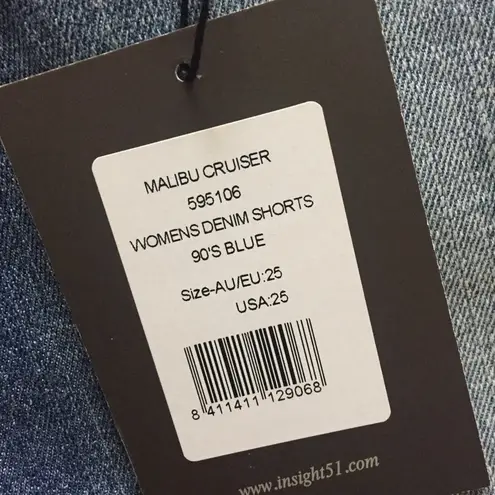 MALIBU CRUISER
595106
WOMENS DENIM SHORTS
90'S BLUE
Size-AU/EU:25
USA:25
8 411411 129068
www.insight51.com